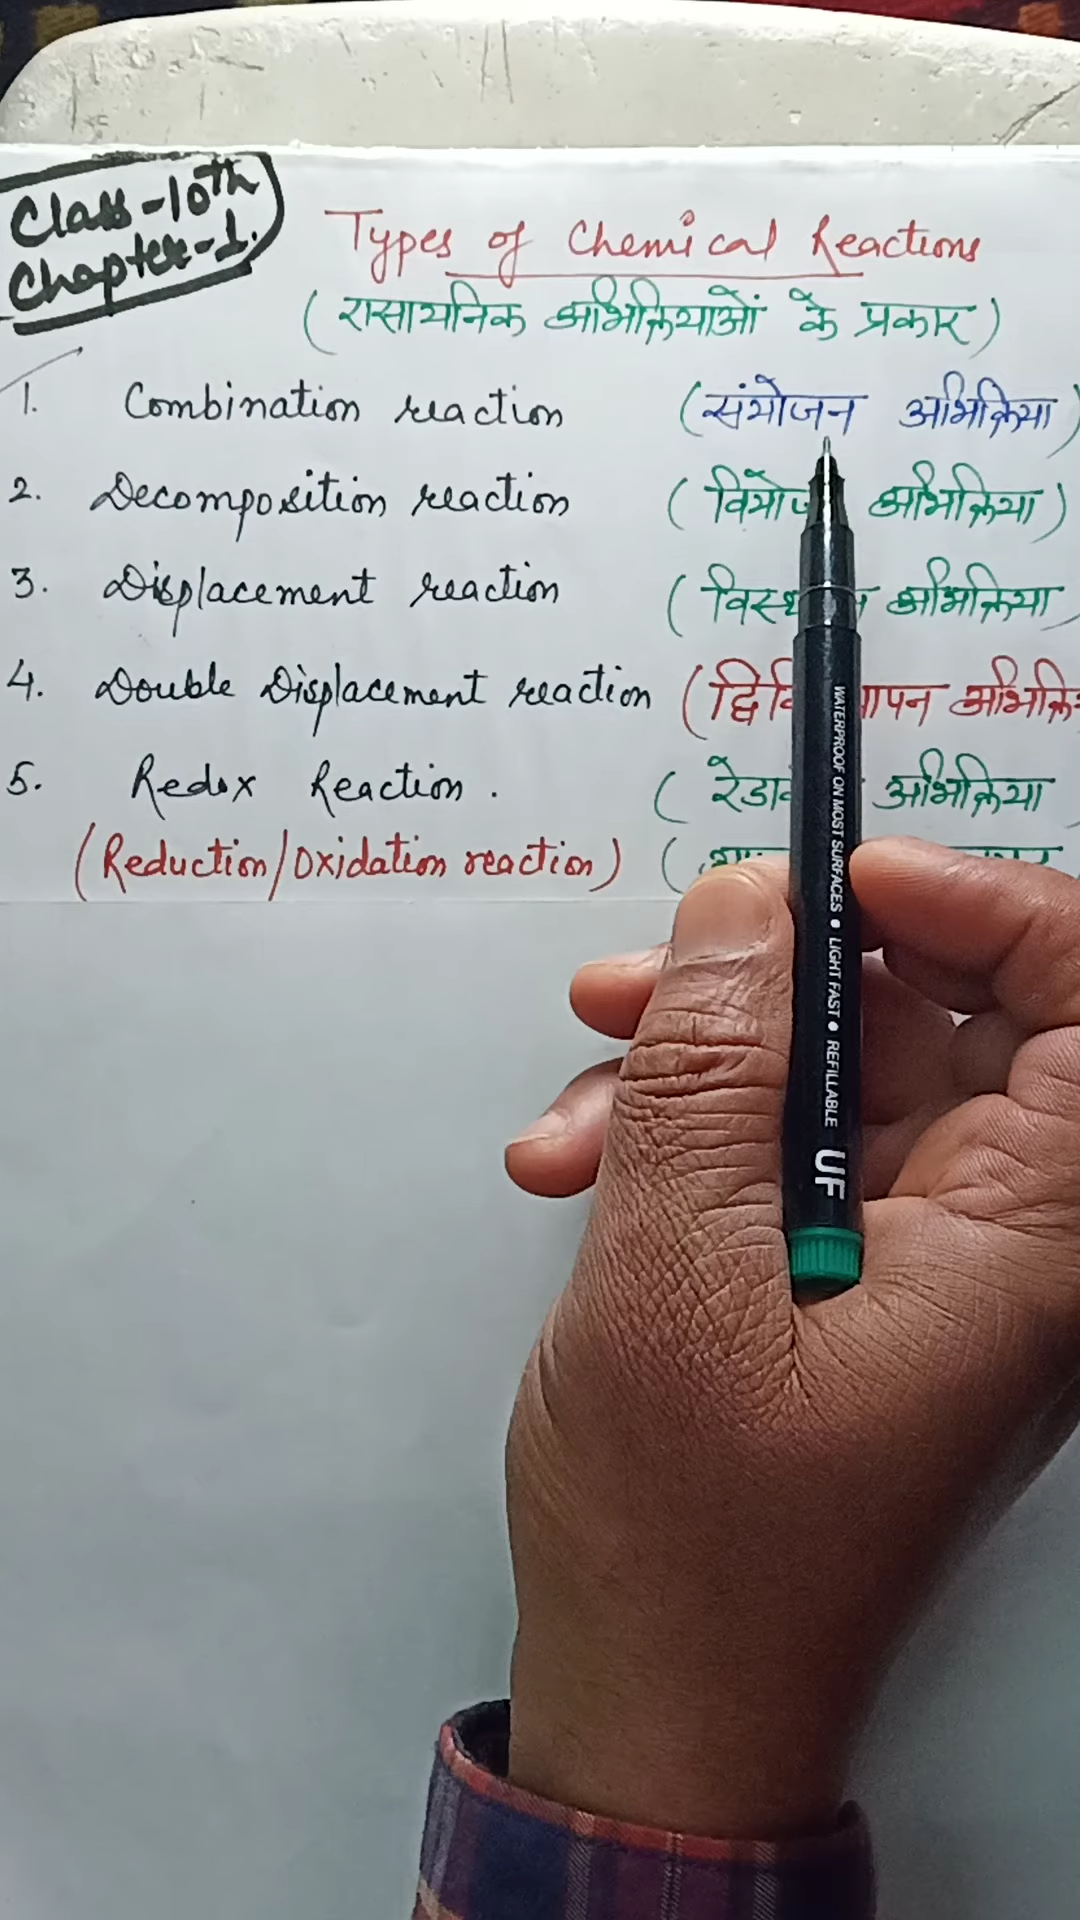 Class-10th
Chapter-1.
Types of Chemical Reactions
(रासायनिक अभिक्रियाओं के प्रकार)
1. Combination reaction (संयोजन अभिक्रिया)
2. Decomposition reaction ( अभिक्रिया)
3. Displacement reaction ( अभिक्रिया
4. Double Displacement reaction (
5. Redox Reaction. ( अभिक्रिया
(Reduction/Oxidation reaction) (
WATERPROOF ON MOST SURFACES • LIGHT FAST • REFILLABLE UF